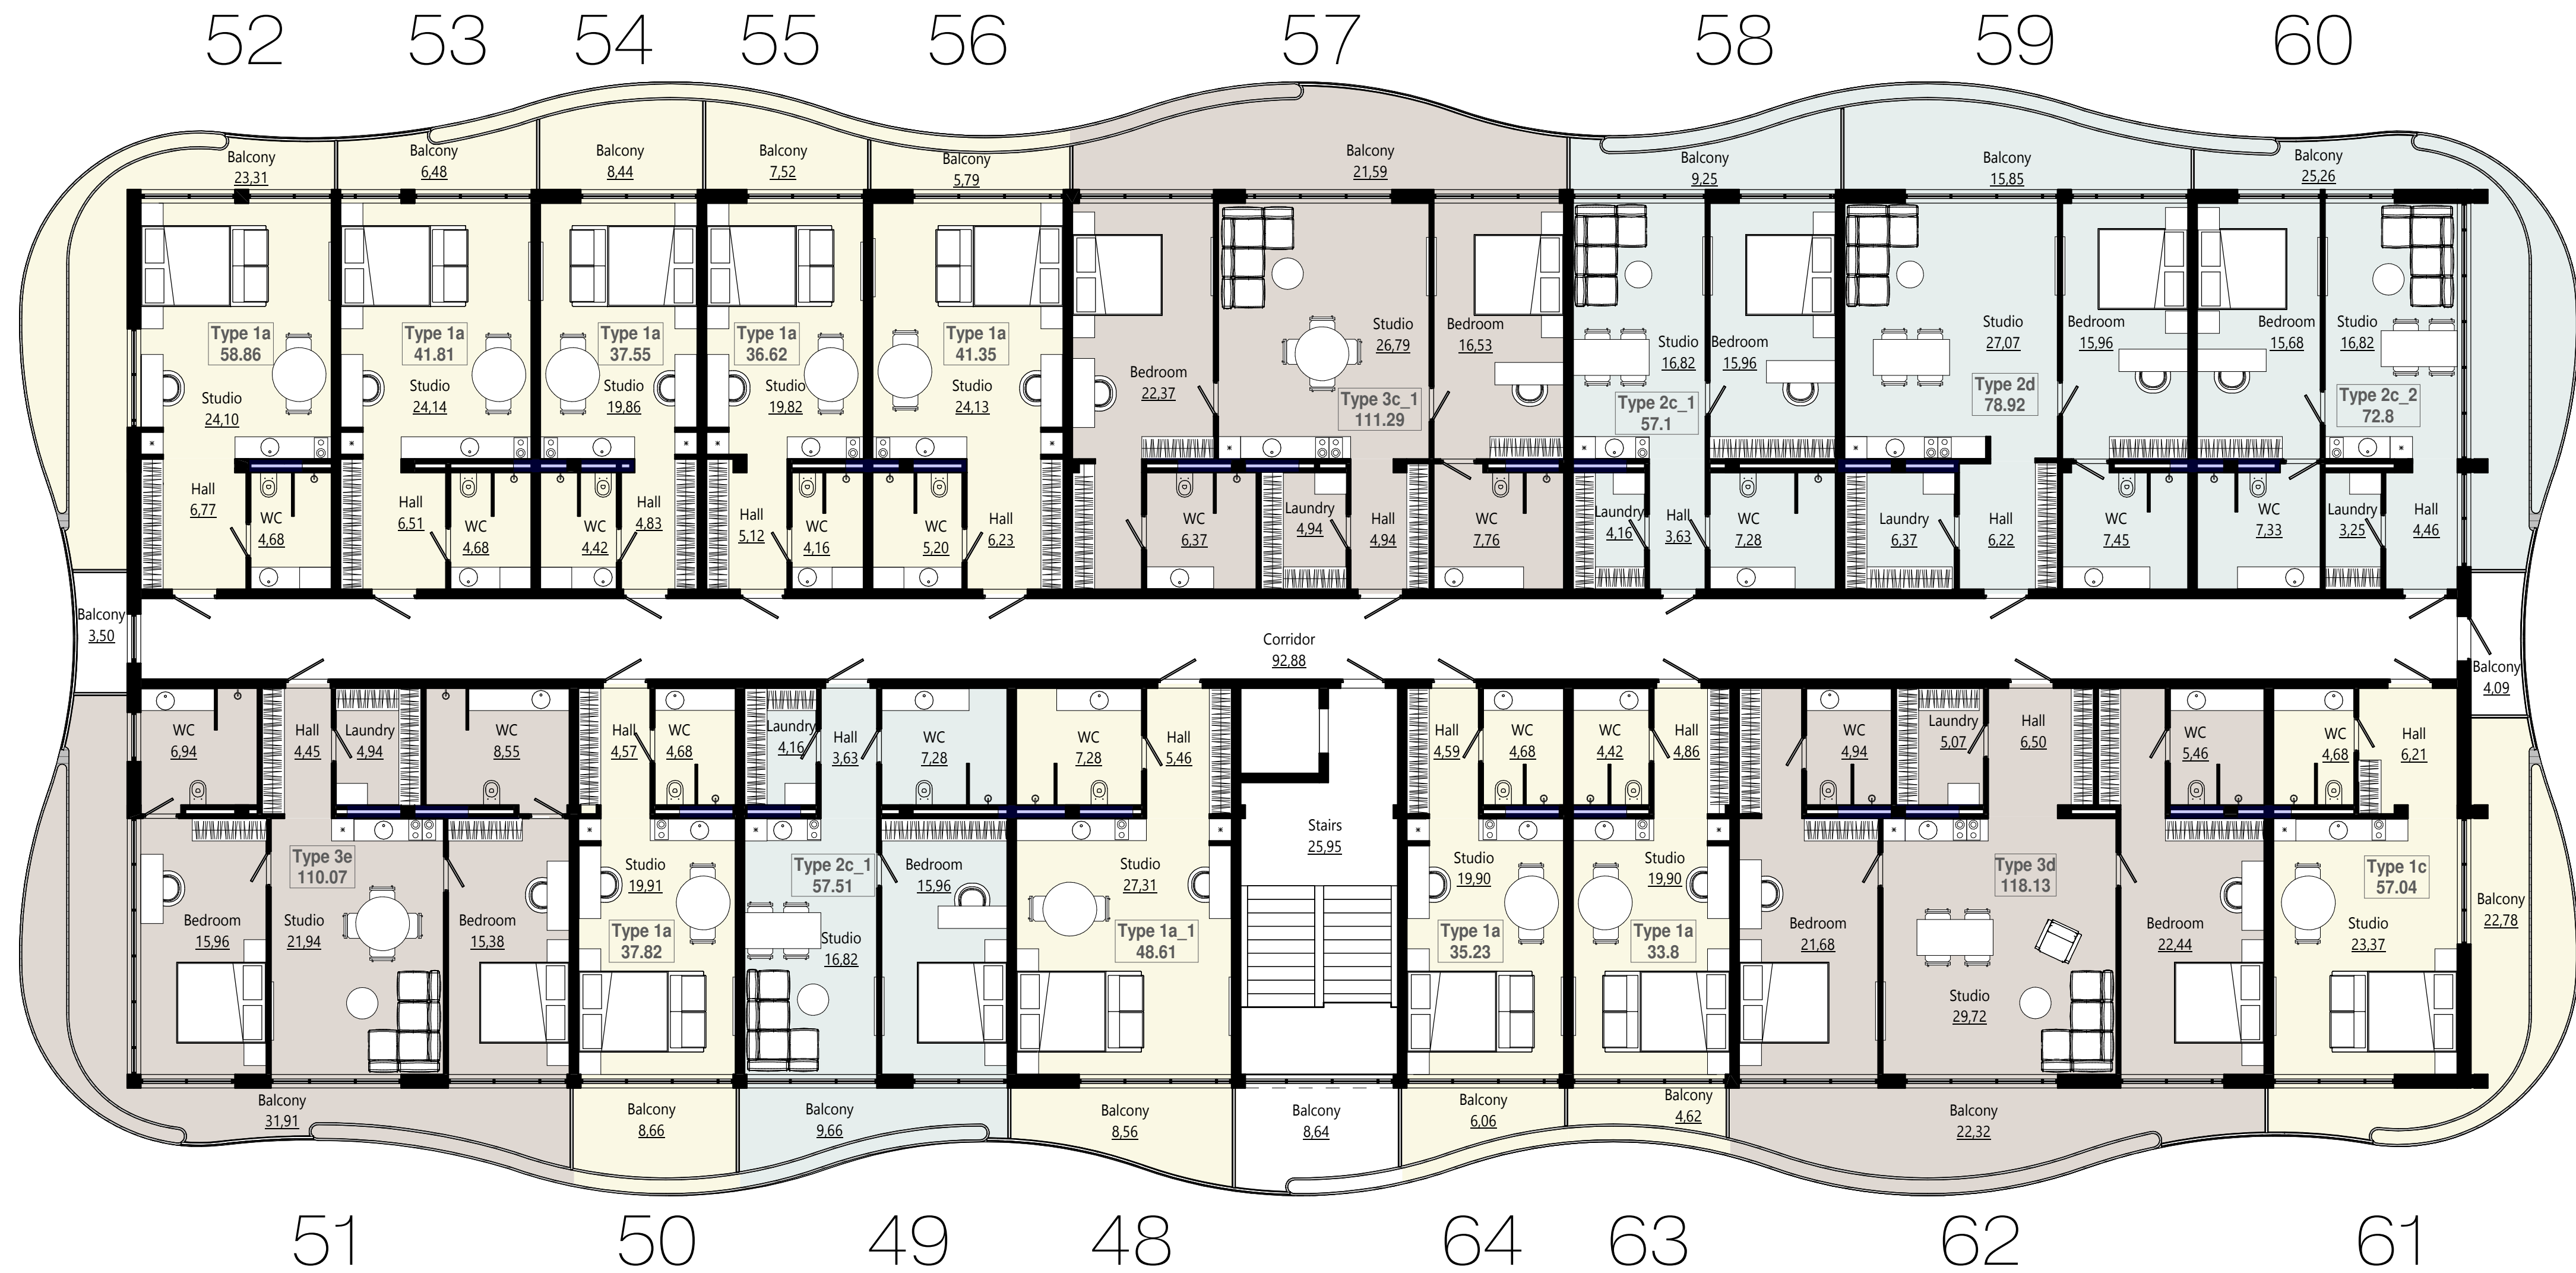 52 53 54 55 56 57 58 59 60
Balcony
23,31
Balcony
6,48
Balcony
8,44
Balcony
7,52
Balcony
5,79
Balcony
21,59
Balcony
9,25
Balcony
15,85
Balcony
25,26
Type 1a
58.86
Studio
24,10
Hall
6,77
WC
4,68
Type 1a
41.81
Studio
24,14
Hall
6,51
WC
4,68
Type 1a
37.55
Studio
19,86
WC
4,42
Hall
4,83
Type 1a
36.62
Studio
19,82
Hall
5,12
WC
4,16
Type 1a
41.35
Studio
24,13
WC
5,20
Hall
6,23
Bedroom
22,37
Studio
26,79
Type 3c_1
111.29
Bedroom
16,53
WC
6,37
Laundry
4,94
Hall
4,94
WC
7,76
Studio
16,82
Bedroom
15,96
Type 2c_1
57.1
Laundry
4,16
Hall
3,63
WC
7,28
Studio
27,07
Type 2d
78.92
Bedroom
15,96
Laundry
6,37
Hall
6,22
WC
7,45
Bedroom
15,68
Studio
16,82
Type 2c_2
72.8
WC
7,33
Laundry
3,25
Hall
4,46
Balcony
3,50
Corridor
92,88
Balcony
4,09
WC
6,94
Hall
4,45
Laundry
4,94
WC
8,55
Type 3e
110.07
Bedroom
15,96
Studio
21,94
Bedroom
15,38
Hall
4,57
WC
4,68
Studio
19,91
Type 1a
37.82
Laundry
4,16
Hall
3,63
WC
7,28
Type 2c_1
57.51
Bedroom
15,96
Studio
16,82
WC
7,28
Hall
5,46
Studio
27,31
Type 1a_1
48.61
Stairs
25,95
Hall
4,59
WC
4,68
Studio
19,90
Type 1a
35.23
WC
4,42
Hall
4,86
Studio
19,90
Type 1a
33.8
WC
4,94
Laundry
5,07
Hall
6,50
WC
5,46
Type 3d
118.13
Bedroom
21,68
Studio
29,72
Bedroom
22,44
WC
4,68
Hall
6,21
Type 1c
57.04
Studio
23,37
Balcony
22,78
Balcony
31,91
Balcony
8,66
Balcony
9,66
Balcony
8,56
Balcony
8,64
Balcony
6,06
Balcony
4,62
Balcony
22,32
51 50 49 48 64 63 62 61